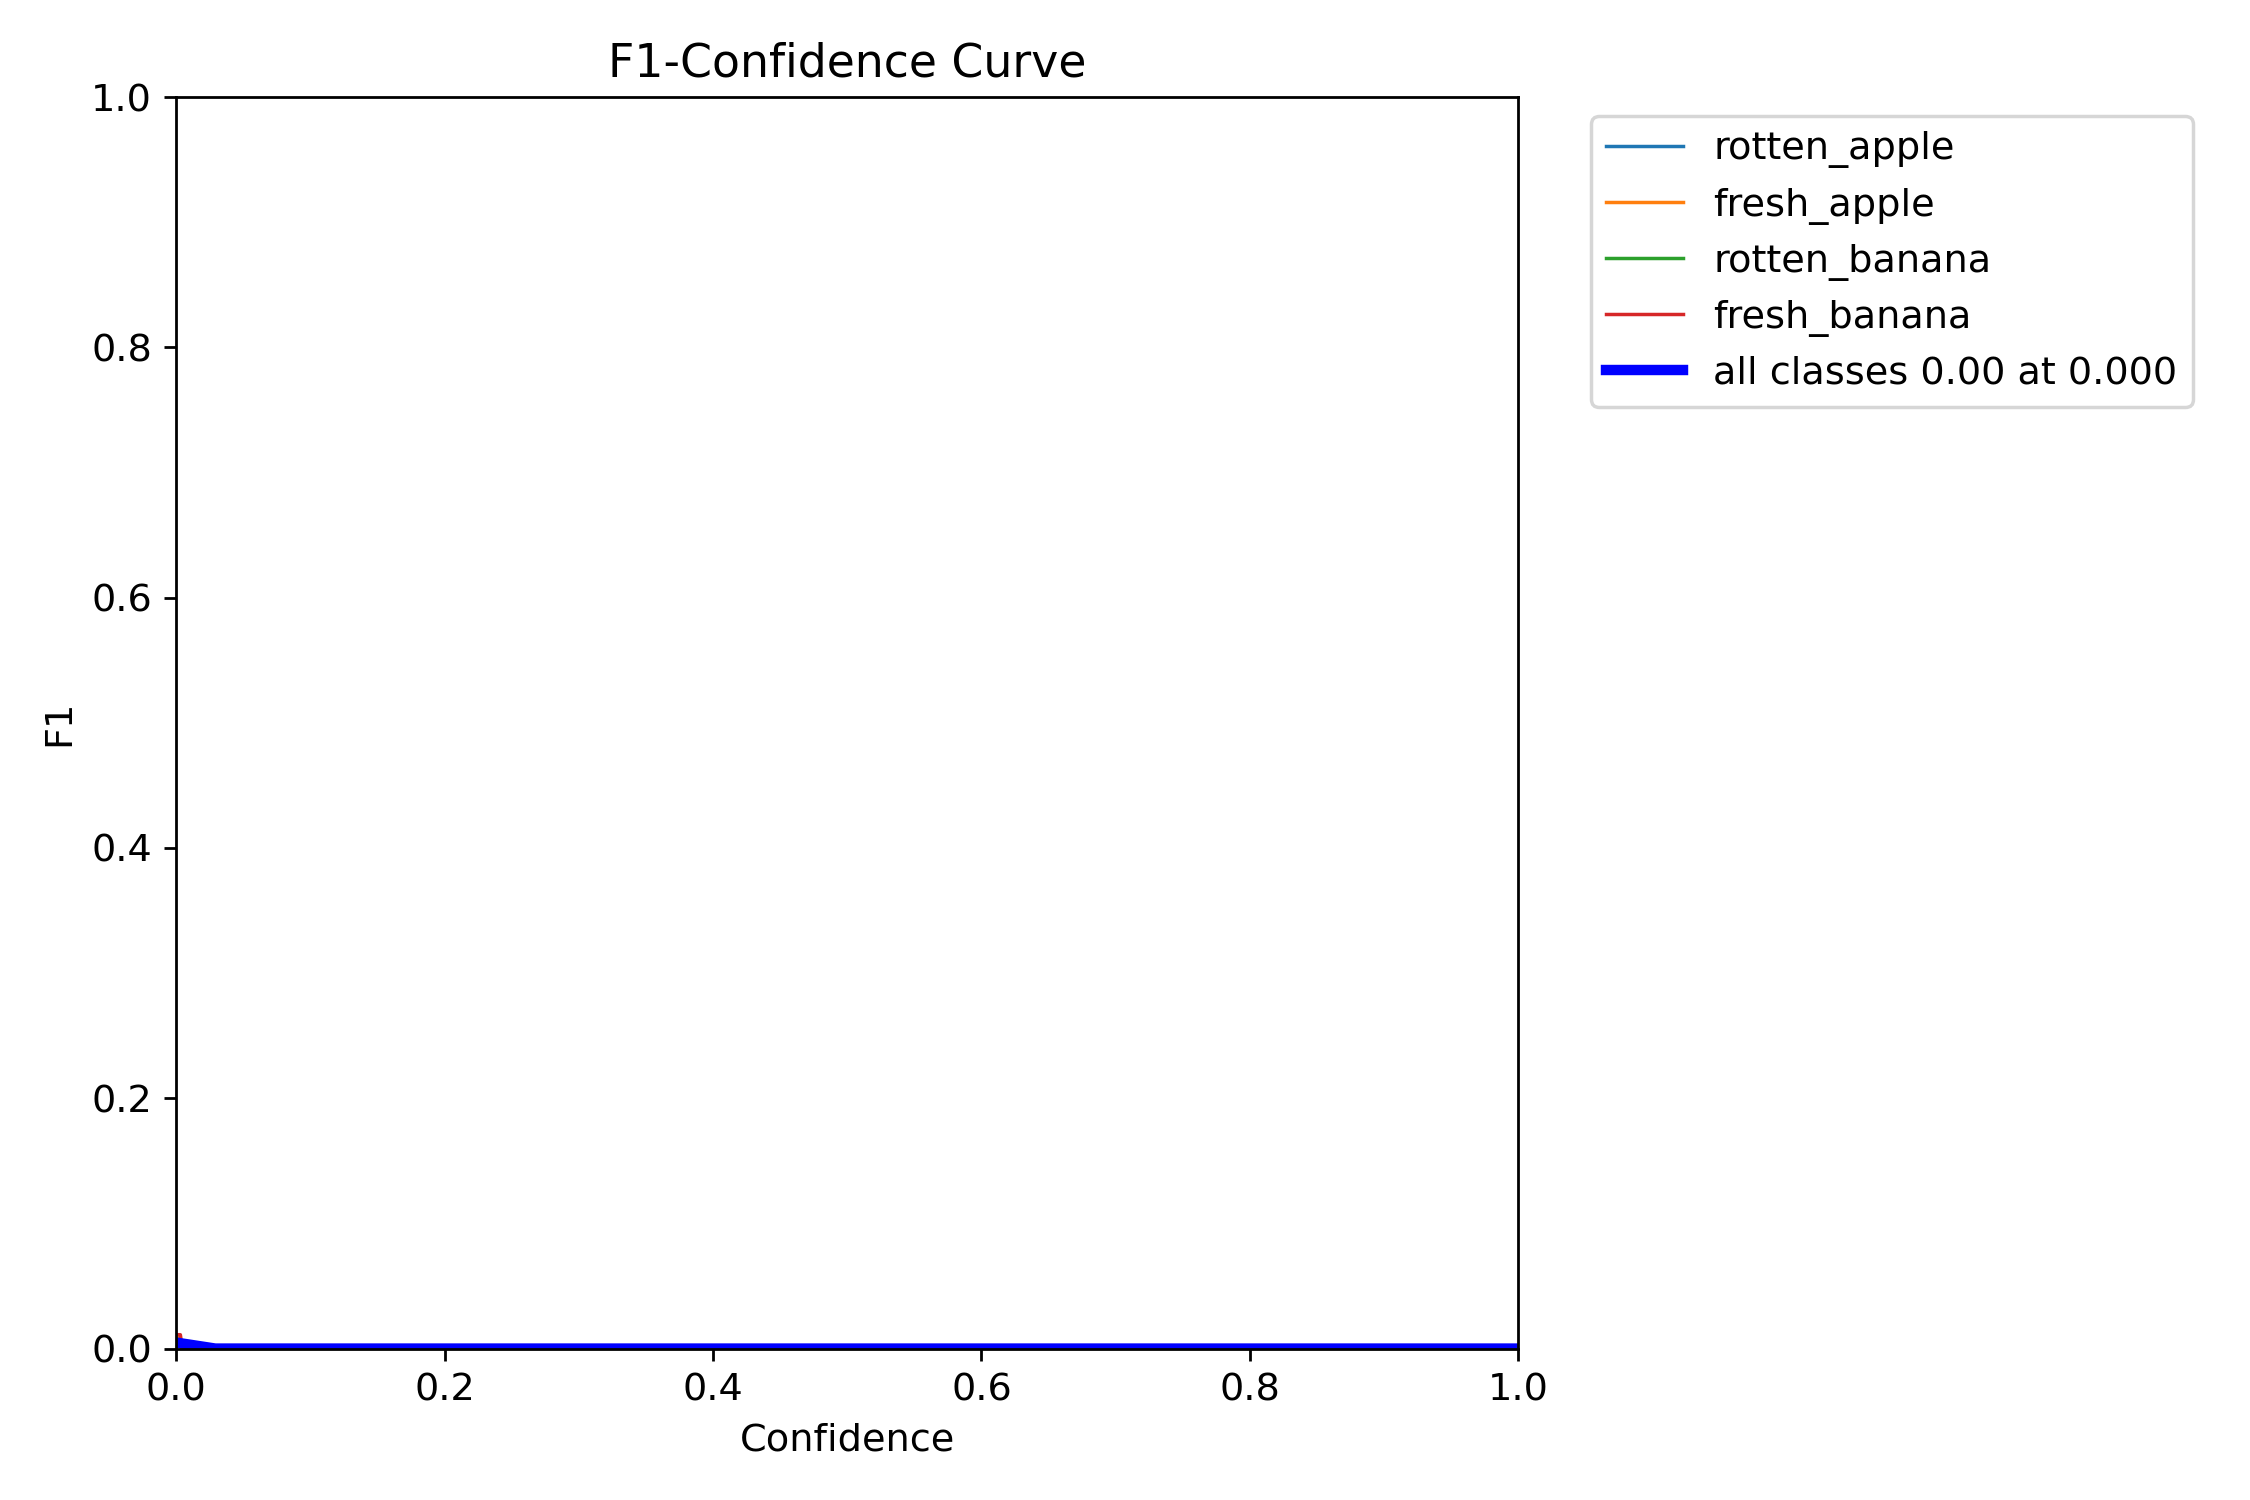 F1-Confidence Curve
1.0
0.8
0.6
0.4
0.2
0.0
F1
0.0 0.2 0.4 0.6 0.8 1.0
Confidence
rotten_apple
fresh_apple
rotten_banana
fresh_banana
all classes 0.00 at 0.000